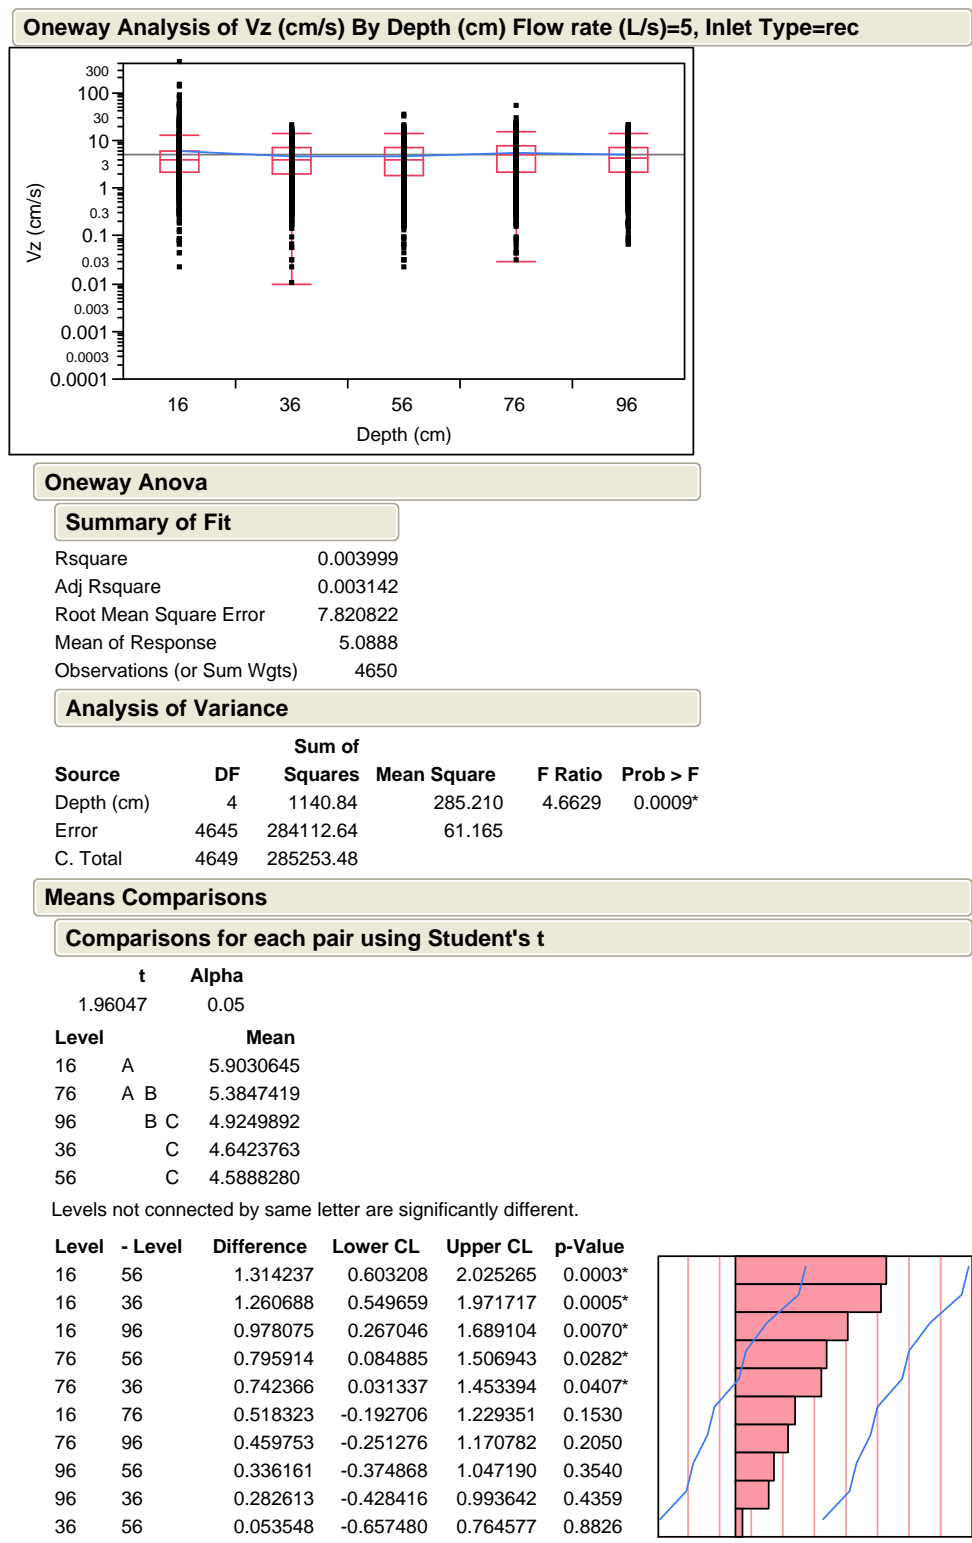 Oneway Analysis of Vz (cm/s) By Depth (cm) Flow rate (L/s)=5, Inlet Type=rec
300
100
30
10
3
1
0.3
0.1
0.03
0.01
0.003
0.001
0.0003
0.0001
Vz (cm/s)
16 36 56 76 96
Depth (cm)
Oneway Anova
Summary of Fit
Rsquare 0.003999
Adj Rsquare 0.003142
Root Mean Square Error 7.820822
Mean of Response 5.0888
Observations (or Sum Wgts) 4650
Analysis of Variance
Sum of
Source DF Squares Mean Square F Ratio Prob > F
Depth (cm) 4 1140.84 285.210 4.6629 0.0009*
Error 4645 284112.64 61.165
C. Total 4649 285253.48
Means Comparisons
Comparisons for each pair using Student's t
t Alpha
1.96047 0.05
Level Mean
16 A 5.9030645
76 A B 5.3847419
96 B C 4.9249892
36 C 4.6423763
56 C 4.5888280
Levels not connected by same letter are significantly different.
Level - Level Difference Lower CL Upper CL p-Value
16 56 1.314237 0.603208 2.025265 0.0003*
16 36 1.260688 0.549659 1.971717 0.0005*
16 96 0.978075 0.267046 1.689104 0.0070*
76 56 0.795914 0.084885 1.506943 0.0282*
76 36 0.742366 0.031337 1.453394 0.0407*
16 76 0.518323 -0.192706 1.229351 0.1530
76 96 0.459753 -0.251276 1.170782 0.2050
96 56 0.336161 -0.374868 1.047190 0.3540
96 36 0.282613 -0.428416 0.993642 0.4359
36 56 0.053548 -0.657480 0.764577 0.8826